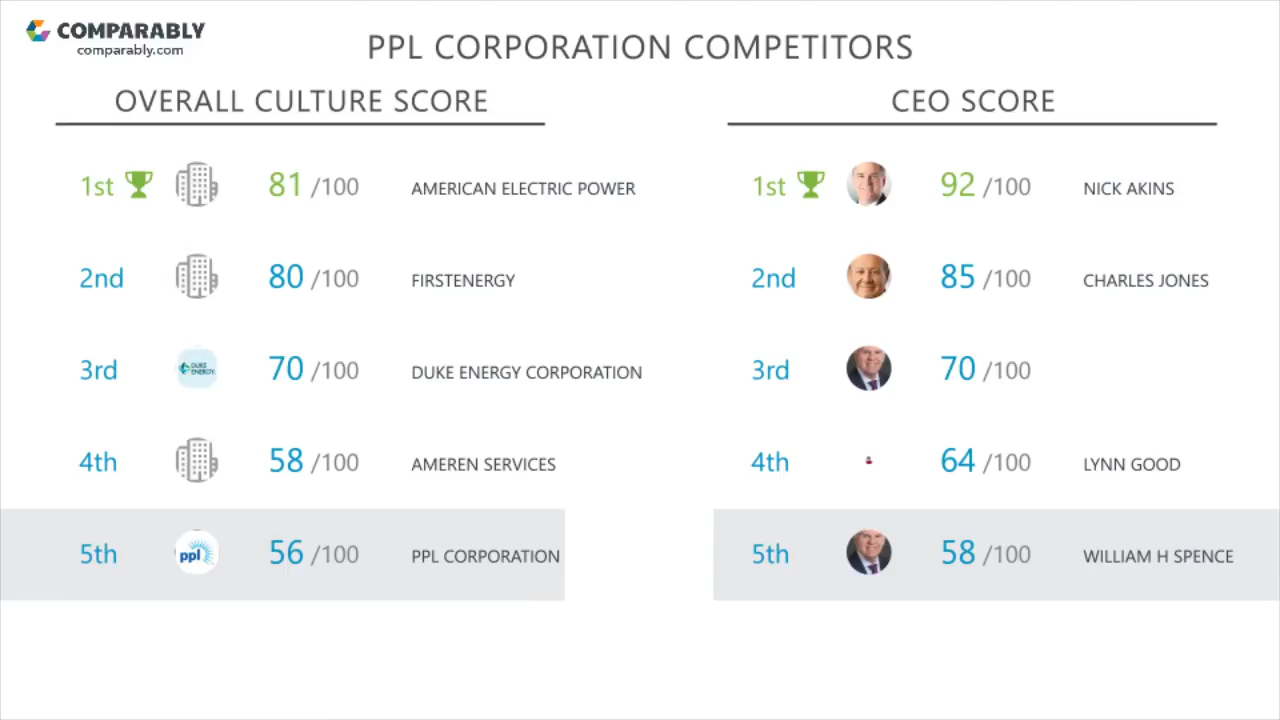 COMPARABLY
comparably.com
PPL CORPORATION COMPETITORS
OVERALL CULTURE SCORE
1st 81 /100 AMERICAN ELECTRIC POWER
2nd 80 /100 FIRSTENERGY
3rd DUKE ENERGY. 70 /100 DUKE ENERGY CORPORATION
4th 58 /100 AMEREN SERVICES
5th ppl 56 /100 PPL CORPORATION
CEO SCORE
1st 92 /100 NICK AKINS
2nd 85 /100 CHARLES JONES
3rd 70 /100
4th 64 /100 LYNN GOOD
5th 58 /100 WILLIAM H SPENCE